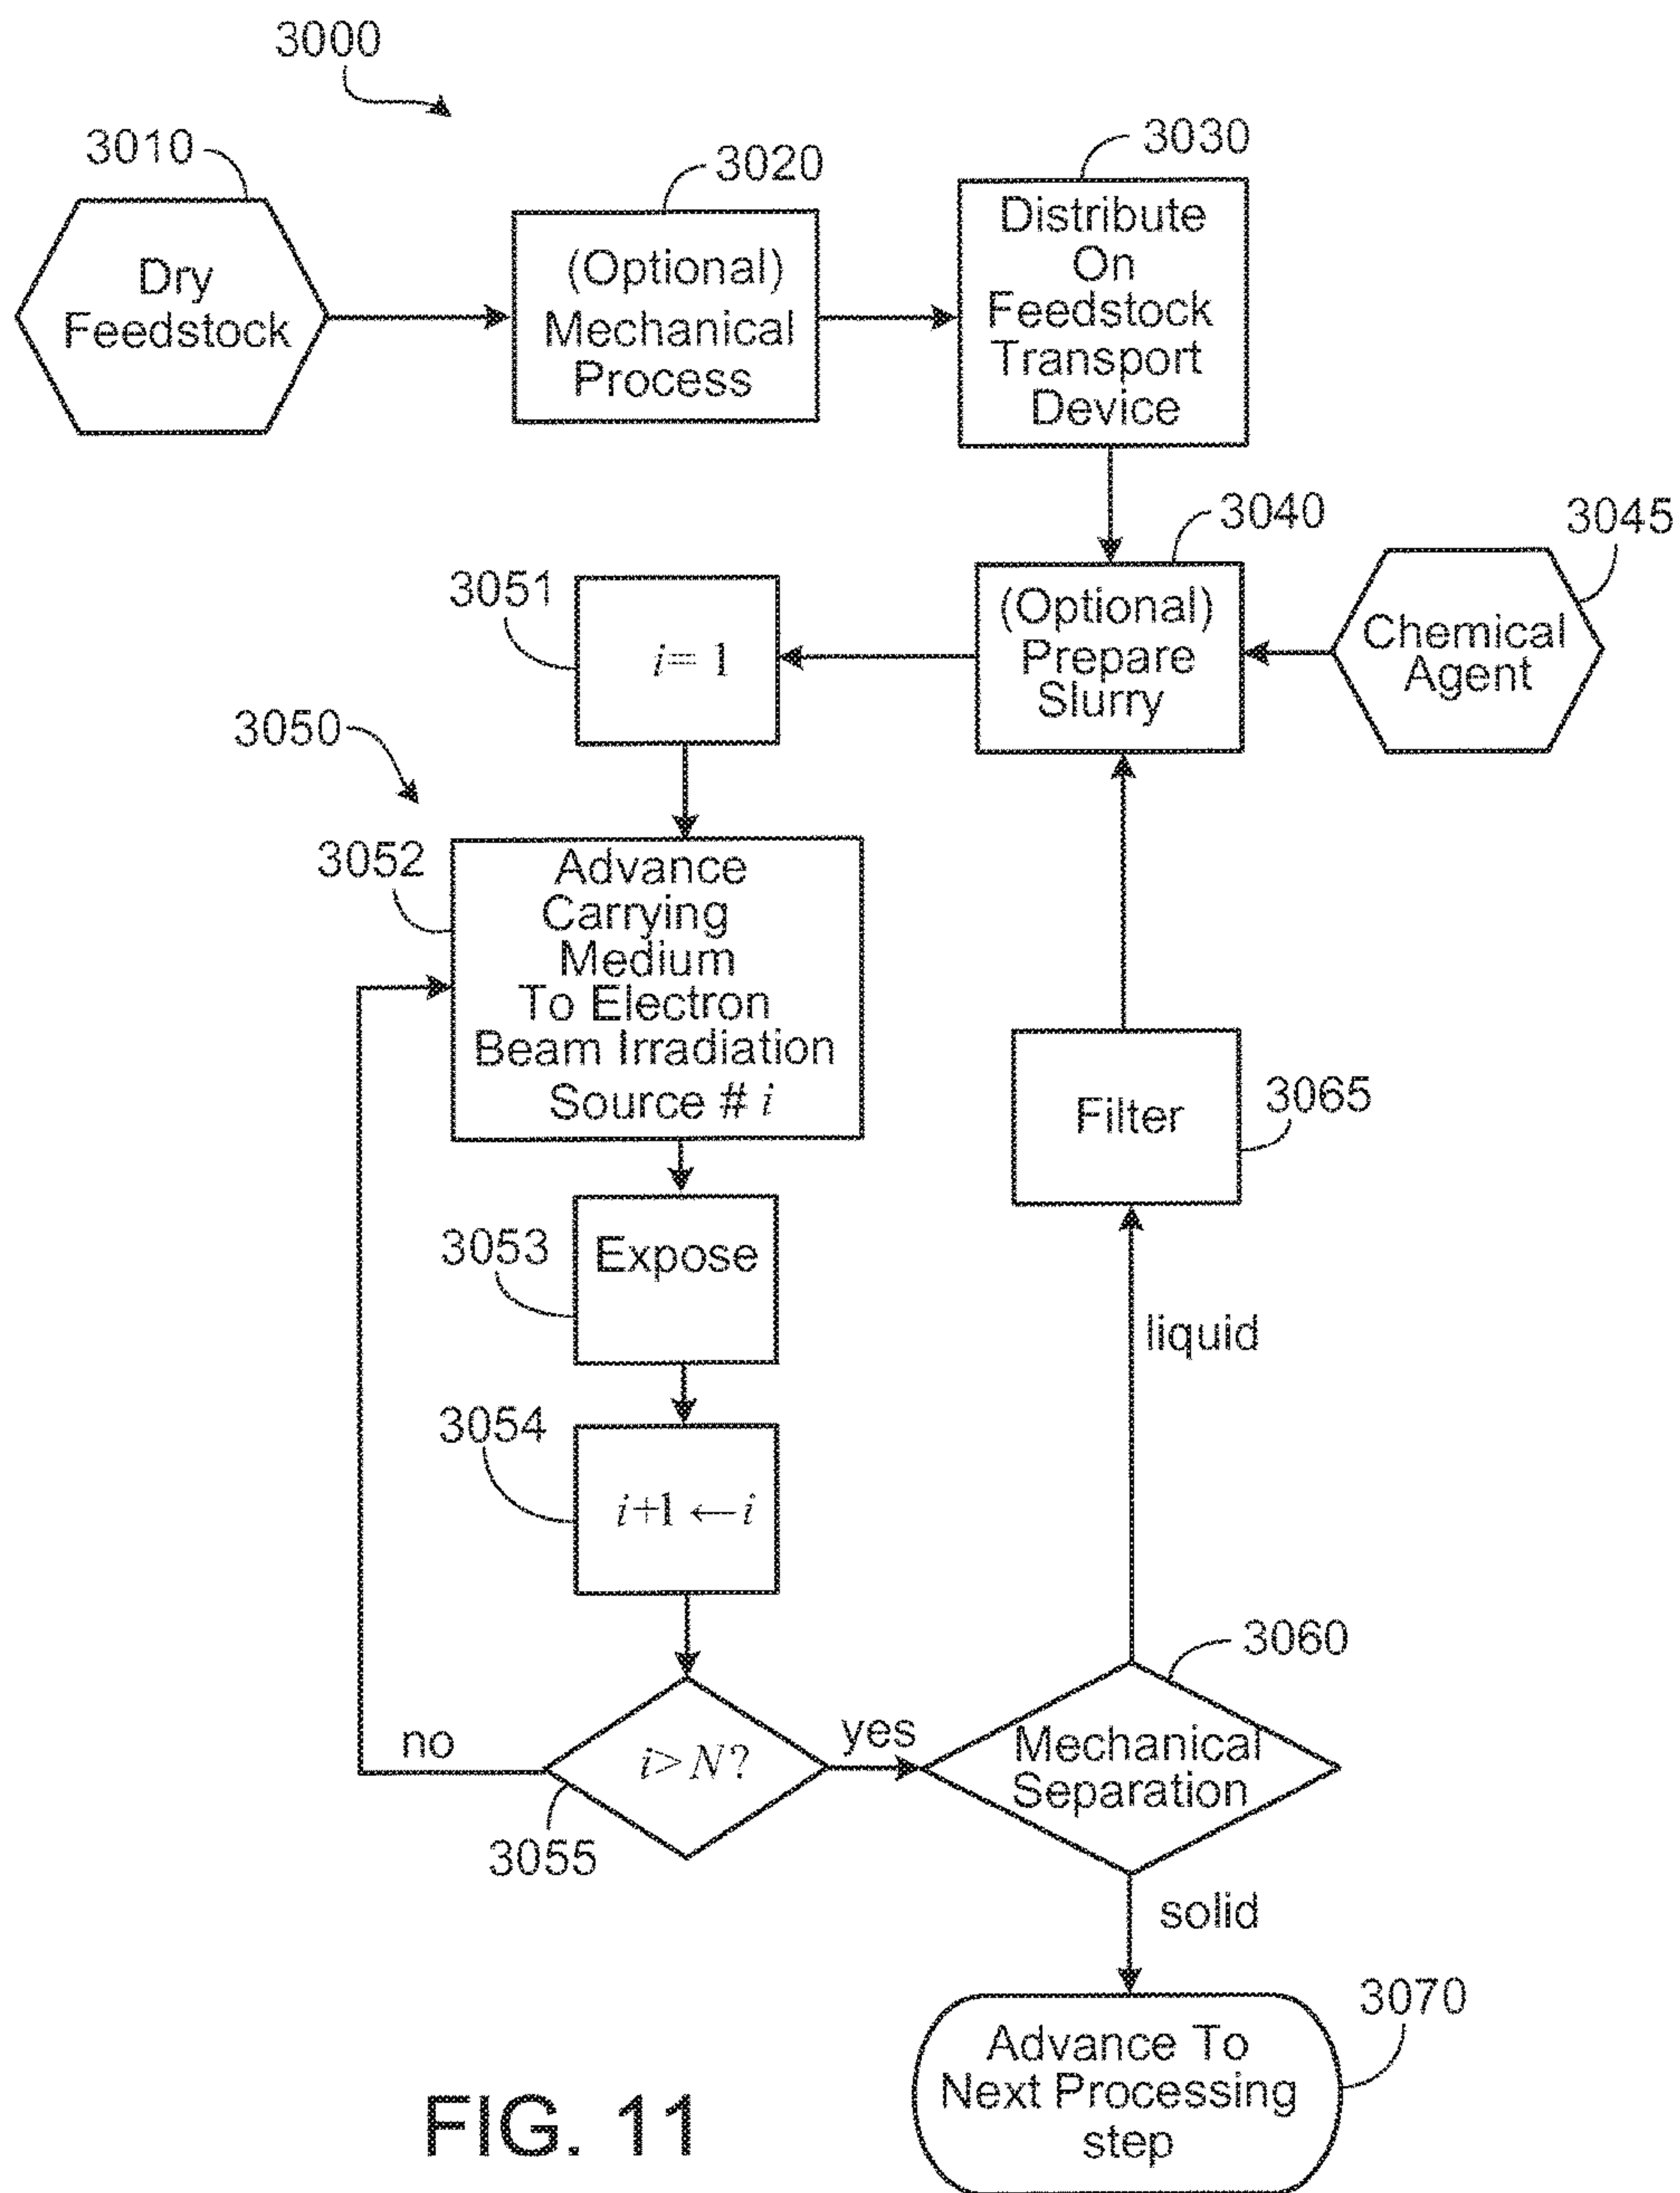 3000
3010
Dry
Feedstock
3020
(Optional)
Mechanical
Process
3030
Distribute
On
Feedstock
Transport
Device
3040
(Optional)
Prepare
Slurry
3045
Chemical
Agent
3051
i = 1
3050
3052
Advance
Carrying
Medium
To Electron
Beam Irradiation
Source # i
3053
Expose
3054
i+1 ← i
3055
i > N?
no
yes
3060
Mechanical
Separation
liquid
3065
Filter
solid
3070
Advance To
Next Processing
step
FIG. 11